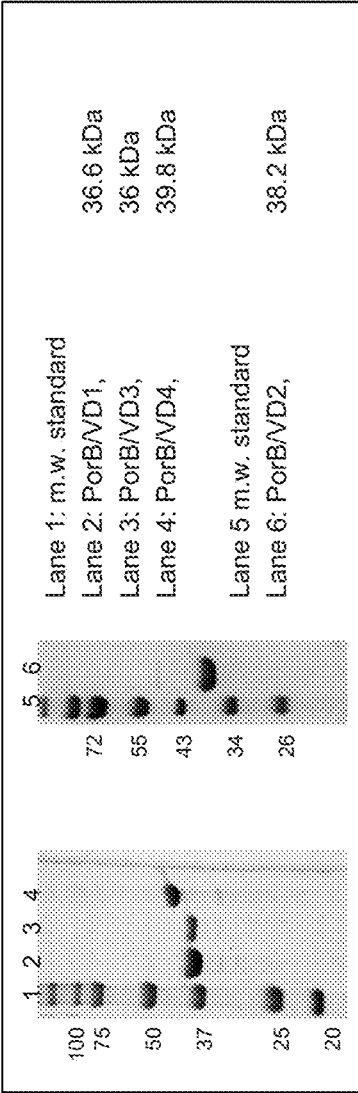 1 2 3 4
100
75
50
37
25
20
5 6
72
55
43
34
26
Lane 1: m.w. standard
Lane 2: PorB/VD1, 36.6 kDa
Lane 3: PorB/VD3, 36 kDa
Lane 4: PorB/VD4, 39.8 kDa
Lane 5 m.w. standard
Lane 6: PorB/VD2, 38.2 kDa